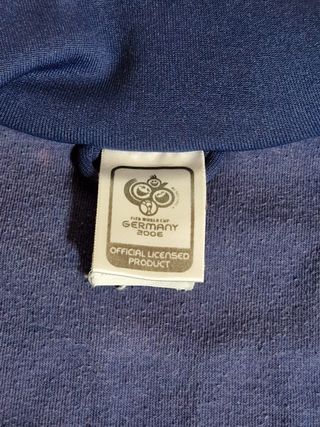 FIFA WORLD CUP
GERMANY
2006
OFFICIAL LICENSED
PRODUCT